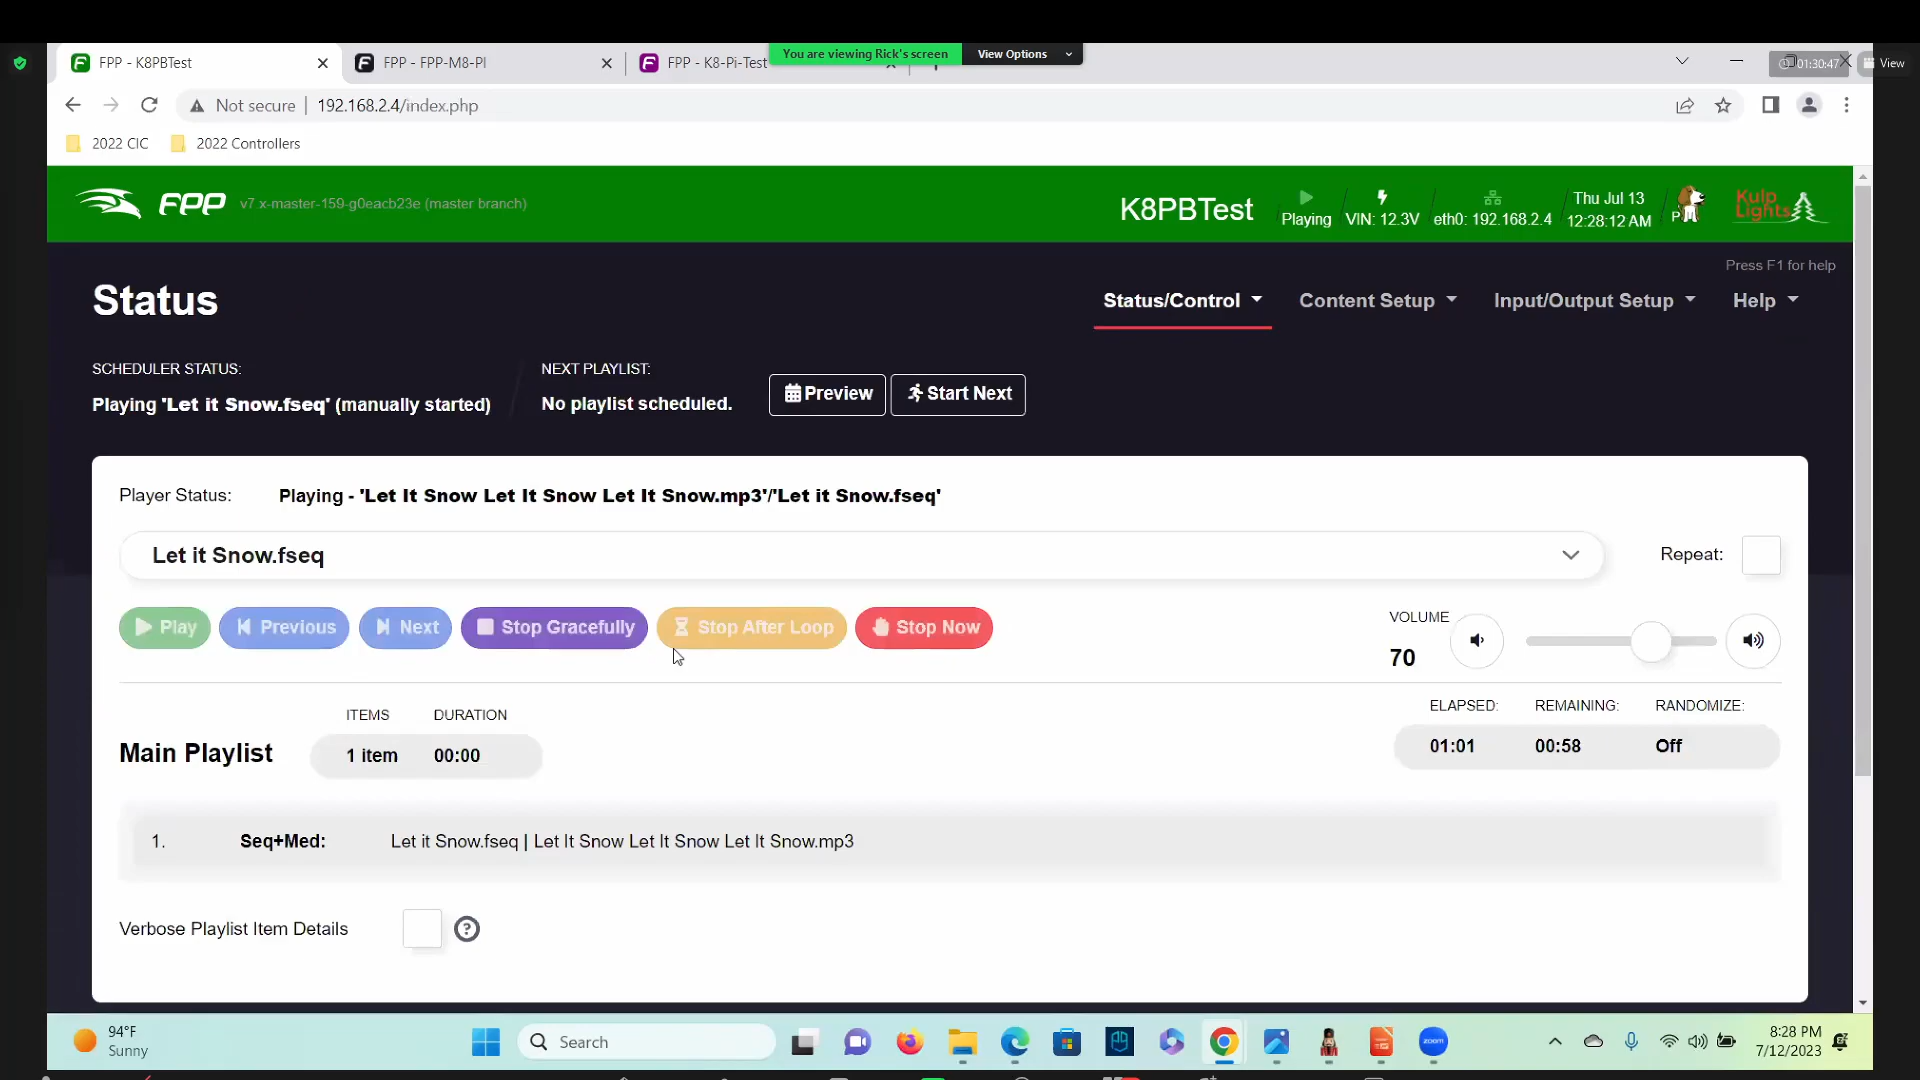 FPP - K8PBTest
FPP - FPP-M8-PI
FPP - K8-Pi-Test
You are viewing Rick's screen
View Options
01:30:47
View
Not secure
192.168.2.4/index.php
2022 CIC
2022 Controllers
FPP
v7 x-master-159-g0eacb23e (master branch)
K8PBTest
Playing
VIN: 12.3V
eth0: 192.168.2.4
Thu Jul 13
12:28:12 AM
Kulp
Lights
Press F1 for help
Status
Status/Control
Content Setup
Input/Output Setup
Help
SCHEDULER STATUS:
Playing 'Let it Snow.fseq' (manually started)
NEXT PLAYLIST:
No playlist scheduled.
Preview
Start Next
Player Status:
Playing - 'Let It Snow Let It Snow Let It Snow.mp3'/'Let it Snow.fseq'
Let it Snow.fseq
Repeat:
Play
Previous
Next
Stop Gracefully
Stop After Loop
Stop Now
VOLUME
70
ITEMS
DURATION
Main Playlist
1 item
00:00
ELAPSED:
REMAINING:
RANDOMIZE:
01:01
00:58
Off
1.
Seq+Med:
Let it Snow.fseq | Let It Snow Let It Snow Let It Snow.mp3
Verbose Playlist Item Details
94°F
Sunny
Search
zoom
8:28 PM
7/12/2023